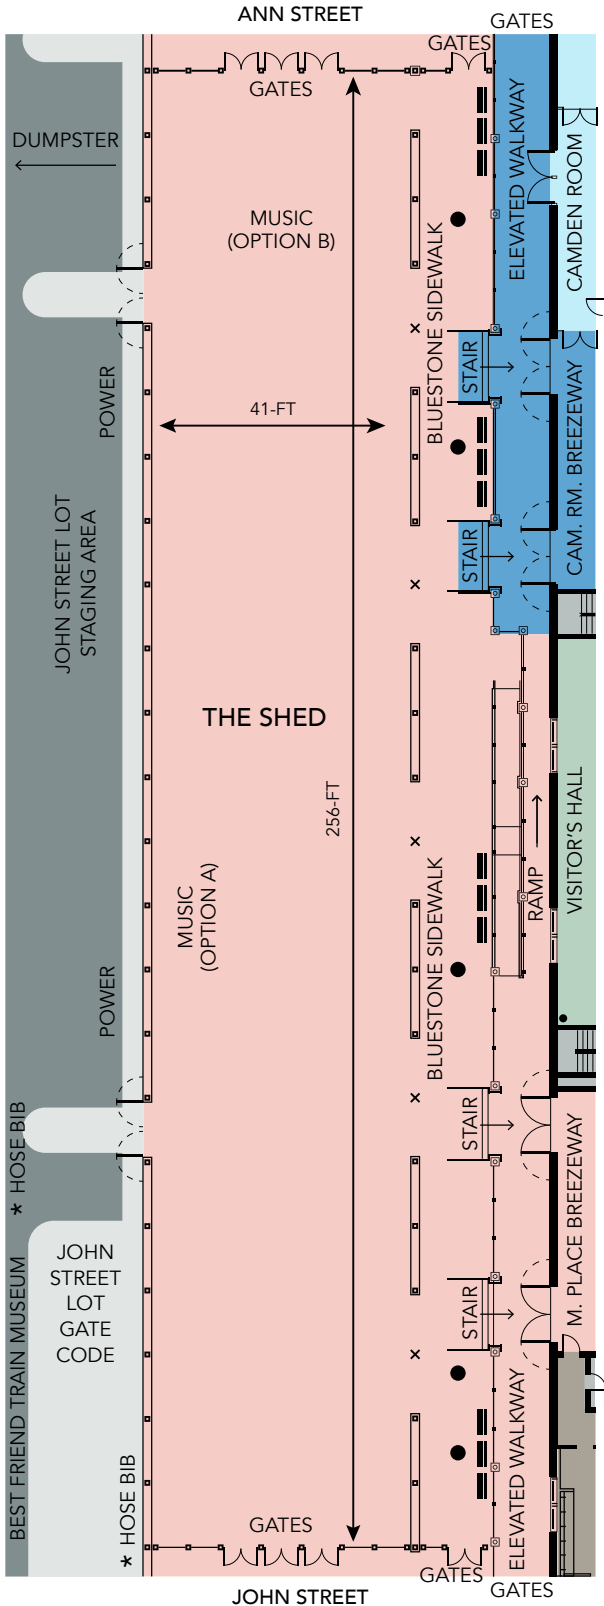 ANN STREET
GATES
GATES
GATES
DUMPSTER
ELEVATED WALKWAY
CAMDEN ROOM
MUSIC
(OPTION B)
BLUESTONE SIDEWALK
STAIR
POWER
41-FT
CAM. RM. BREEZEWAY
STAIR
JOHN STREET LOT
STAGING AREA
THE SHED
256-FT
VISITOR'S HALL
RAMP
MUSIC
(OPTION A)
BLUESTONE SIDEWALK
POWER
STAIR
* HOSE BIB
M. PLACE BREEZEWAY
JOHN
STREET
LOT
GATE
CODE
STAIR
BEST FRIEND TRAIN MUSEUM
ELEVATED WALKWAY
* HOSE BIB
GATES
GATES
GATES
JOHN STREET